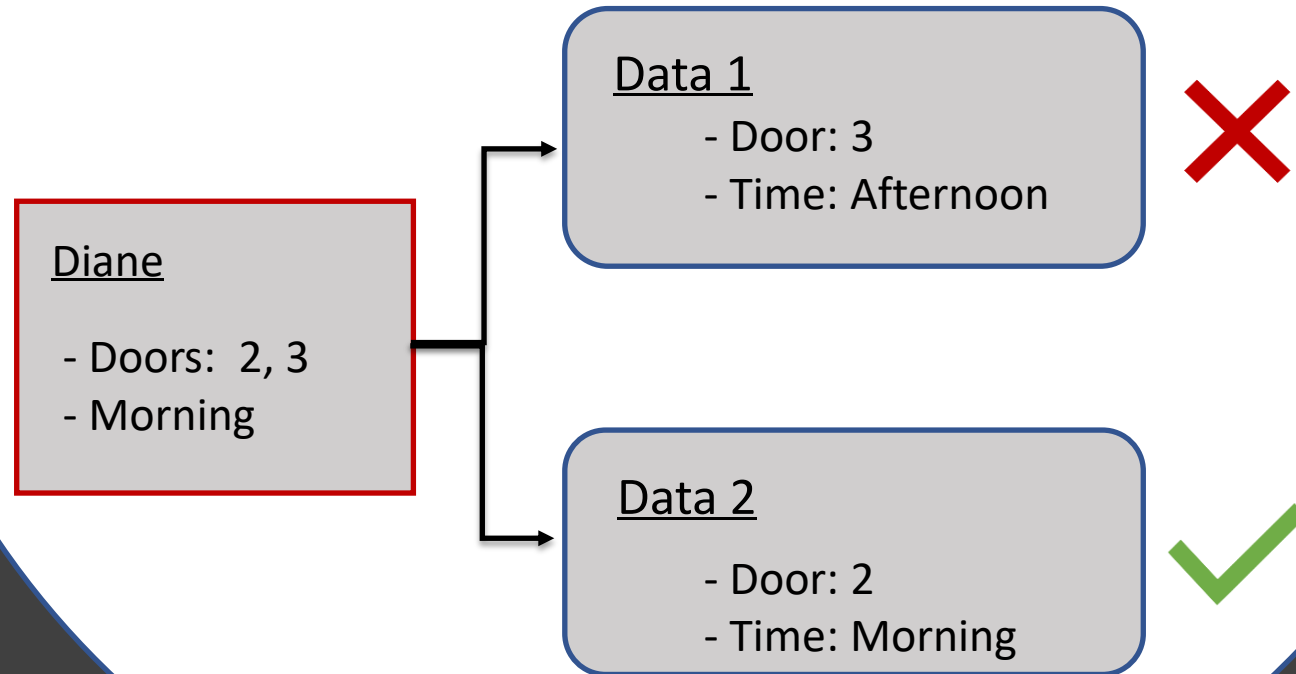 Data 1
- Door: 3
- Time: Afternoon
Diane
- Doors:  2, 3
- Morning
Data 2
- Door: 2
- Time: Morning